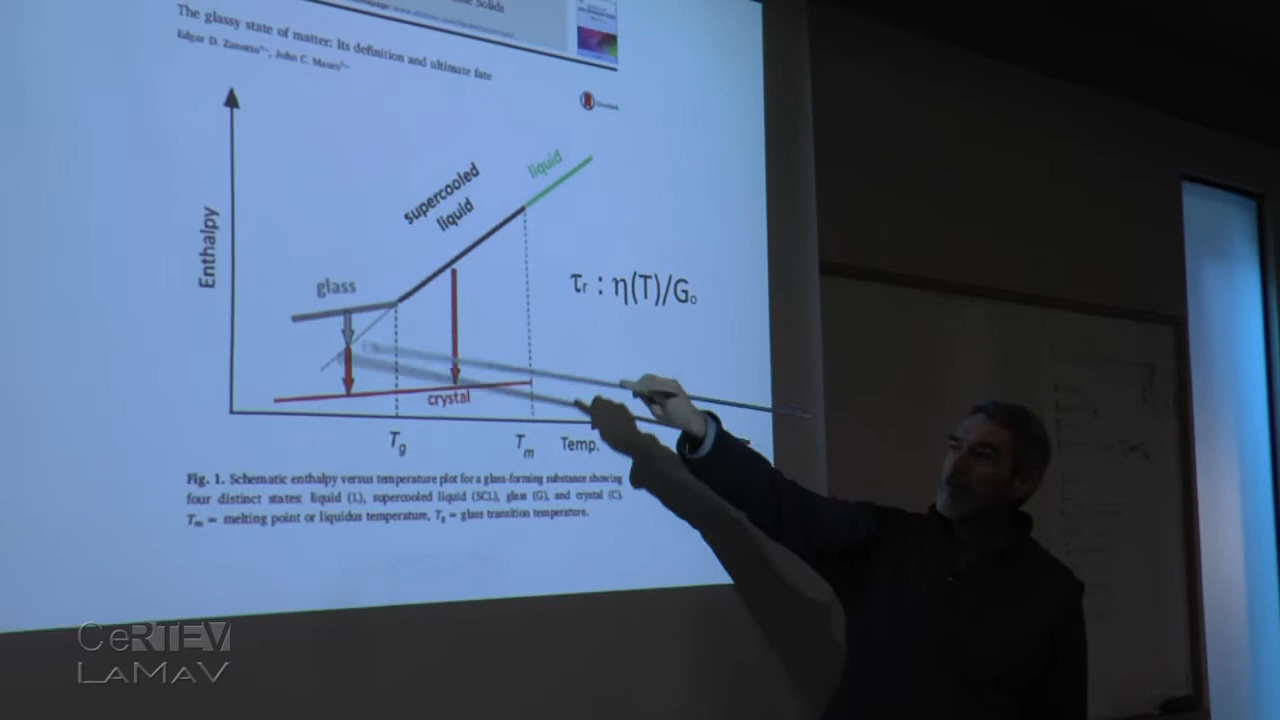 Solids
The glassy state of matter: Its definition and ultimate fate
Edgar D. Zanotto, John C. Mauro
Enthalpy
glass
supercooled
liquid
liquid
τr : η(T)/Go
crystal
Tg
Tm
Temp.
Fig. 1. Schematic enthalpy versus temperature plot for a glass-forming substance showing
four distinct states: liquid (L), supercooled liquid (SCL), glass (G), and crystal (C).
Tm = melting point or liquidus temperature, Tg = glass transition temperature.
CeRTEV
LaMaV